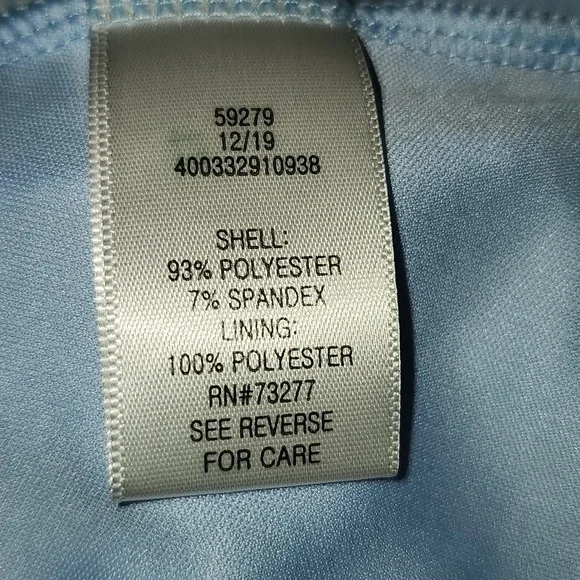 59279
12/19
400332910938
SHELL:
93% POLYESTER
7% SPANDEX
LINING:
100% POLYESTER
RN#73277
SEE REVERSE
FOR CARE